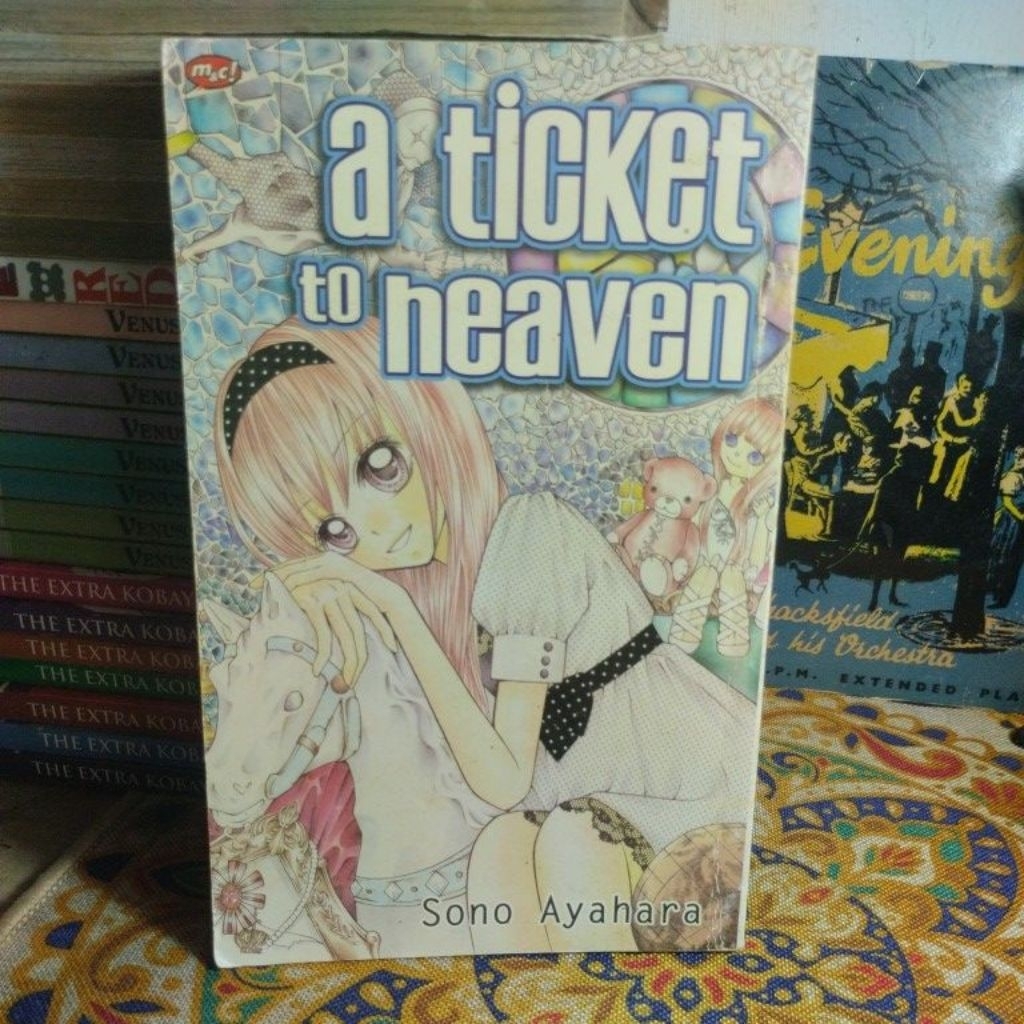 m&c!
a ticket
to heaven
Sono Ayahara
RED
VENUS
VENUS
VENUS
VENUS
VENUS
VENUS
VENUS
VENUS
THE EXTRA KOBAY
THE EXTRA KOBA
THE EXTRA KOBA
THE EXTRA KOB
THE EXTRA KOBA
THE EXTRA KOB
THE EXTRA KOBA
Evening
his Orchestra
P.M. EXTENDED PLA